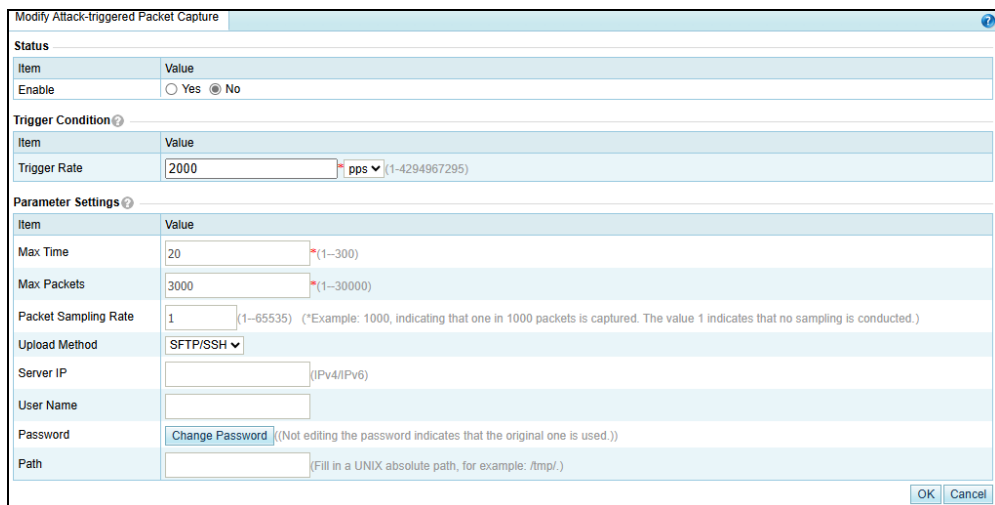 Modify Attack-triggered Packet Capture
Status
Item Value
Enable Yes No
Trigger Condition
Item Value
Trigger Rate 2000 * pps (1-4294967295)
Parameter Settings
Item Value
Max Time 20 *(1--300)
Max Packets 3000 *(1--30000)
Packet Sampling Rate 1 (1--65535) (*Example: 1000, indicating that one in 1000 packets is captured. The value 1 indicates that no sampling is conducted.)
Upload Method SFTP/SSH
Server IP (IPv4/IPv6)
User Name
Password Change Password ((Not editing the password indicates that the original one is used.))
Path (Fill in a UNIX absolute path, for example: /tmp/.)
OK Cancel